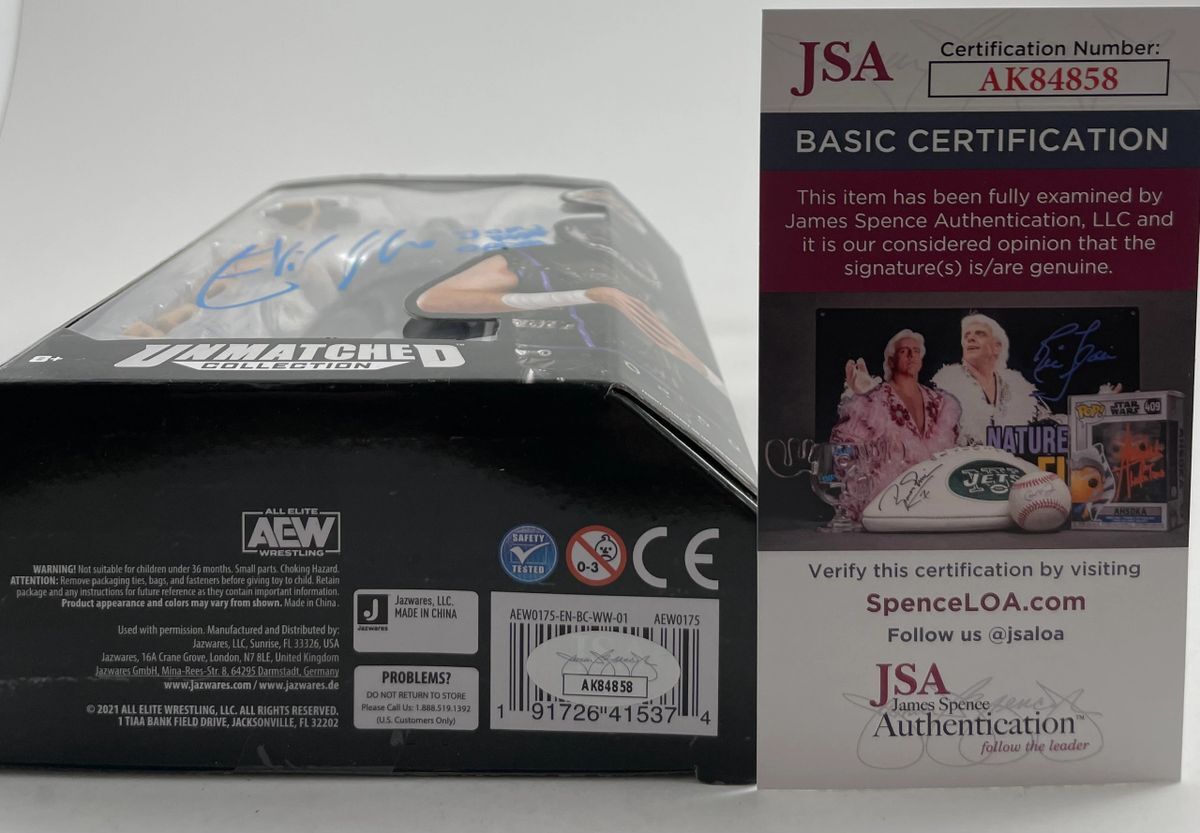 8+
UNMATCHED
COLLECTION
ALL ELITE
AEW
WRESTLING
WARNING! Not suitable for children under 36 months. Small parts. Choking Hazard.
ATTENTION: Remove packaging ties, bags, and fasteners before giving toy to child. Retain
package and any instructions for future reference as they contain important information.
Product appearance and colors may vary from shown. Made in China.
Used with permission. Manufactured and Distributed by:
Jazwares, LLC, Sunrise, FL 33326, USA
Jazwares, 16A Crane Grove, London, N7 8LE, United Kingdom
Jazwares GmbH, Mina-Rees-Str. 8, 64295 Darmstadt, Germany
www.jazwares.com / www.jazwares.de
© 2021 ALL ELITE WRESTLING, LLC. ALL RIGHTS RESERVED.
1 TIAA BANK FIELD DRIVE, JACKSONVILLE, FL 32202
SAFETY
TESTED
0-3
CE
J
Jazwares
Jazwares, LLC.
MADE IN CHINA
PROBLEMS?
DO NOT RETURN TO STORE
Please Call Us: 1.888.519.1392
(U.S. Customers Only)
AEW0175-EN-BC-WW-01 AEW0175
AK84858
1 91726 41537 4
JSA
Certification Number:
AK84858
BASIC CERTIFICATION
This item has been fully examined by
James Spence Authentication, LLC and
it is our considered opinion that the
signature(s) is/are genuine.
NATURE
JETS
POP!
STAR
WARS
409
AHSOKA
Verify this certification by visiting
SpenceLOA.com
Follow us @jsaloa
JSA
James Spence
Authentication™
follow the leader